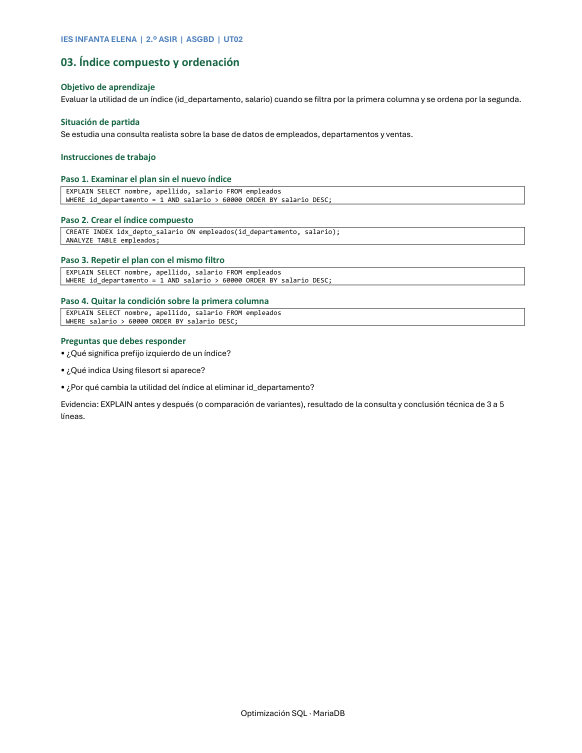 IES INFANTA ELENA | 2.º ASIR | ASGBD | UT02
03. Índice compuesto y ordenación
Objetivo de aprendizaje
Evaluar la utilidad de un índice (id_departamento, salario) cuando se filtra por la primera columna y se ordena por la segunda.
Situación de partida
Se estudia una consulta realista sobre la base de datos de empleados, departamentos y ventas.
Instrucciones de trabajo
Paso 1. Examinar el plan sin el nuevo índice
EXPLAIN SELECT nombre, apellido, salario FROM empleados
WHERE id_departamento = 1 AND salario > 60000 ORDER BY salario DESC;
Paso 2. Crear el índice compuesto
CREATE INDEX idx_depto_salario ON empleados(id_departamento, salario);
ANALYZE TABLE empleados;
Paso 3. Repetir el plan con el mismo filtro
EXPLAIN SELECT nombre, apellido, salario FROM empleados
WHERE id_departamento = 1 AND salario > 60000 ORDER BY salario DESC;
Paso 4. Quitar la condición sobre la primera columna
EXPLAIN SELECT nombre, apellido, salario FROM empleados
WHERE salario > 60000 ORDER BY salario DESC;
Preguntas que debes responder
• ¿Qué significa prefijo izquierdo de un índice?
• ¿Qué indica Using filesort si aparece?
• ¿Por qué cambia la utilidad del índice al eliminar id_departamento?
Evidencia: EXPLAIN antes y después (o comparación de variantes), resultado de la consulta y conclusión técnica de 3 a 5
líneas.
Optimización SQL · MariaDB